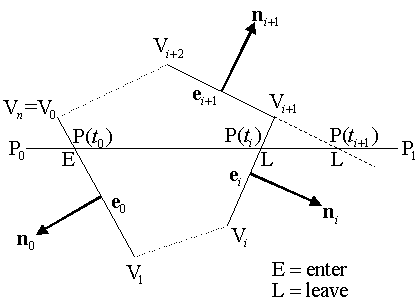 n_{i+1}
V_{i+2}
e_{i+1}
V_n=V_0
V_{i+1}
P_0
P(t_0)
P(t_i)
P(t_{i+1})
P_1
E
L
L
e_0
e_i
n_0
n_i
V_i
V_1
E = enter
L = leave